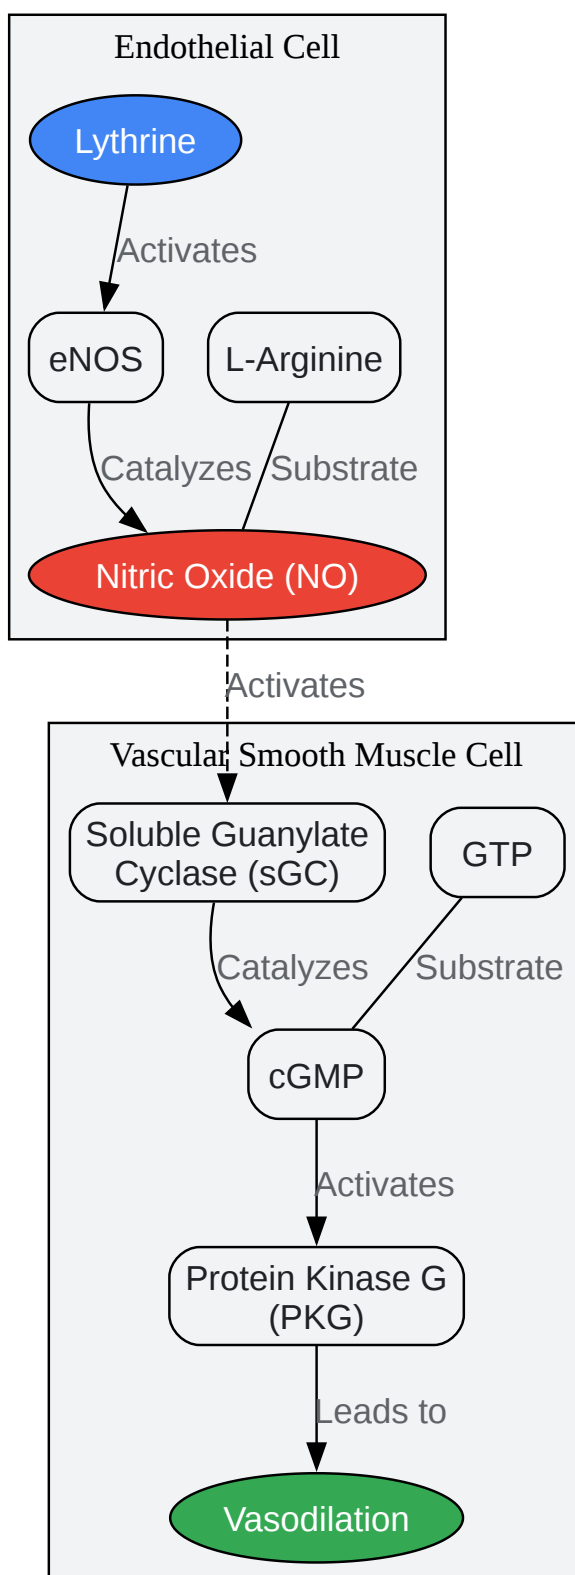 Endothelial Cell
Lythrine
Activates
eNOS
L-Arginine
Catalyzes
Substrate
Nitric Oxide (NO)
Activates
Vascular Smooth Muscle Cell
Soluble Guanylate
Cyclase (sGC)
GTP
Catalyzes
Substrate
cGMP
Activates
Protein Kinase G
(PKG)
Leads to
Vasodilation